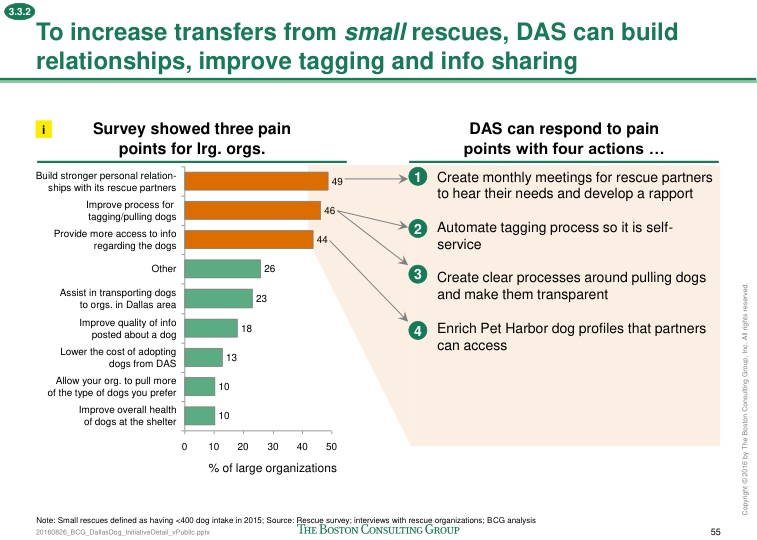 3.3.2
To increase transfers from small rescues, DAS can build
relationships, improve tagging and info sharing
i
Survey showed three pain
points for lrg. orgs.
Build stronger personal relation-
ships with its rescue partners
49
Improve process for
tagging/pulling dogs
46
Provide more access to info
regarding the dogs
44
Other
26
Assist in transporting dogs
to orgs. in Dallas area
23
Improve quality of info
posted about a dog
18
Lower the cost of adopting
dogs from DAS
13
Allow your org. to pull more
of the type of dogs you prefer
10
Improve overall health
of dogs at the shelter
10
0 10 20 30 40 50
% of large organizations
DAS can respond to pain
points with four actions …
1 Create monthly meetings for rescue partners
to hear their needs and develop a rapport
2 Automate tagging process so it is self-
service
3 Create clear processes around pulling dogs
and make them transparent
4 Enrich Pet Harbor dog profiles that partners
can access
Copyright © 2016 by The Boston Consulting Group, Inc. All rights reserved.
Note: Small rescues defined as having <400 dog intake in 2015; Source: Rescue survey; interviews with rescue organizations; BCG analysis
20160826_BCG_DallasDog_InitiativeDetail_vPublic.pptx
THE BOSTON CONSULTING GROUP
55